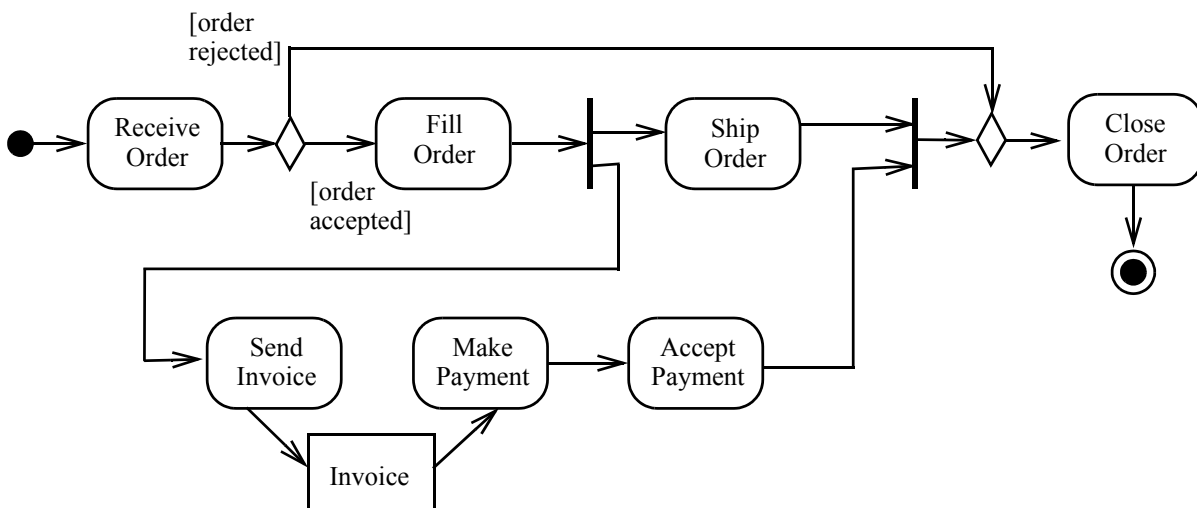 [order
rejected]
Receive
Order
Fill
Order
Ship
Order
Close
Order
[order
accepted]
Send
Invoice
Make
Payment
Accept
Payment
Invoice